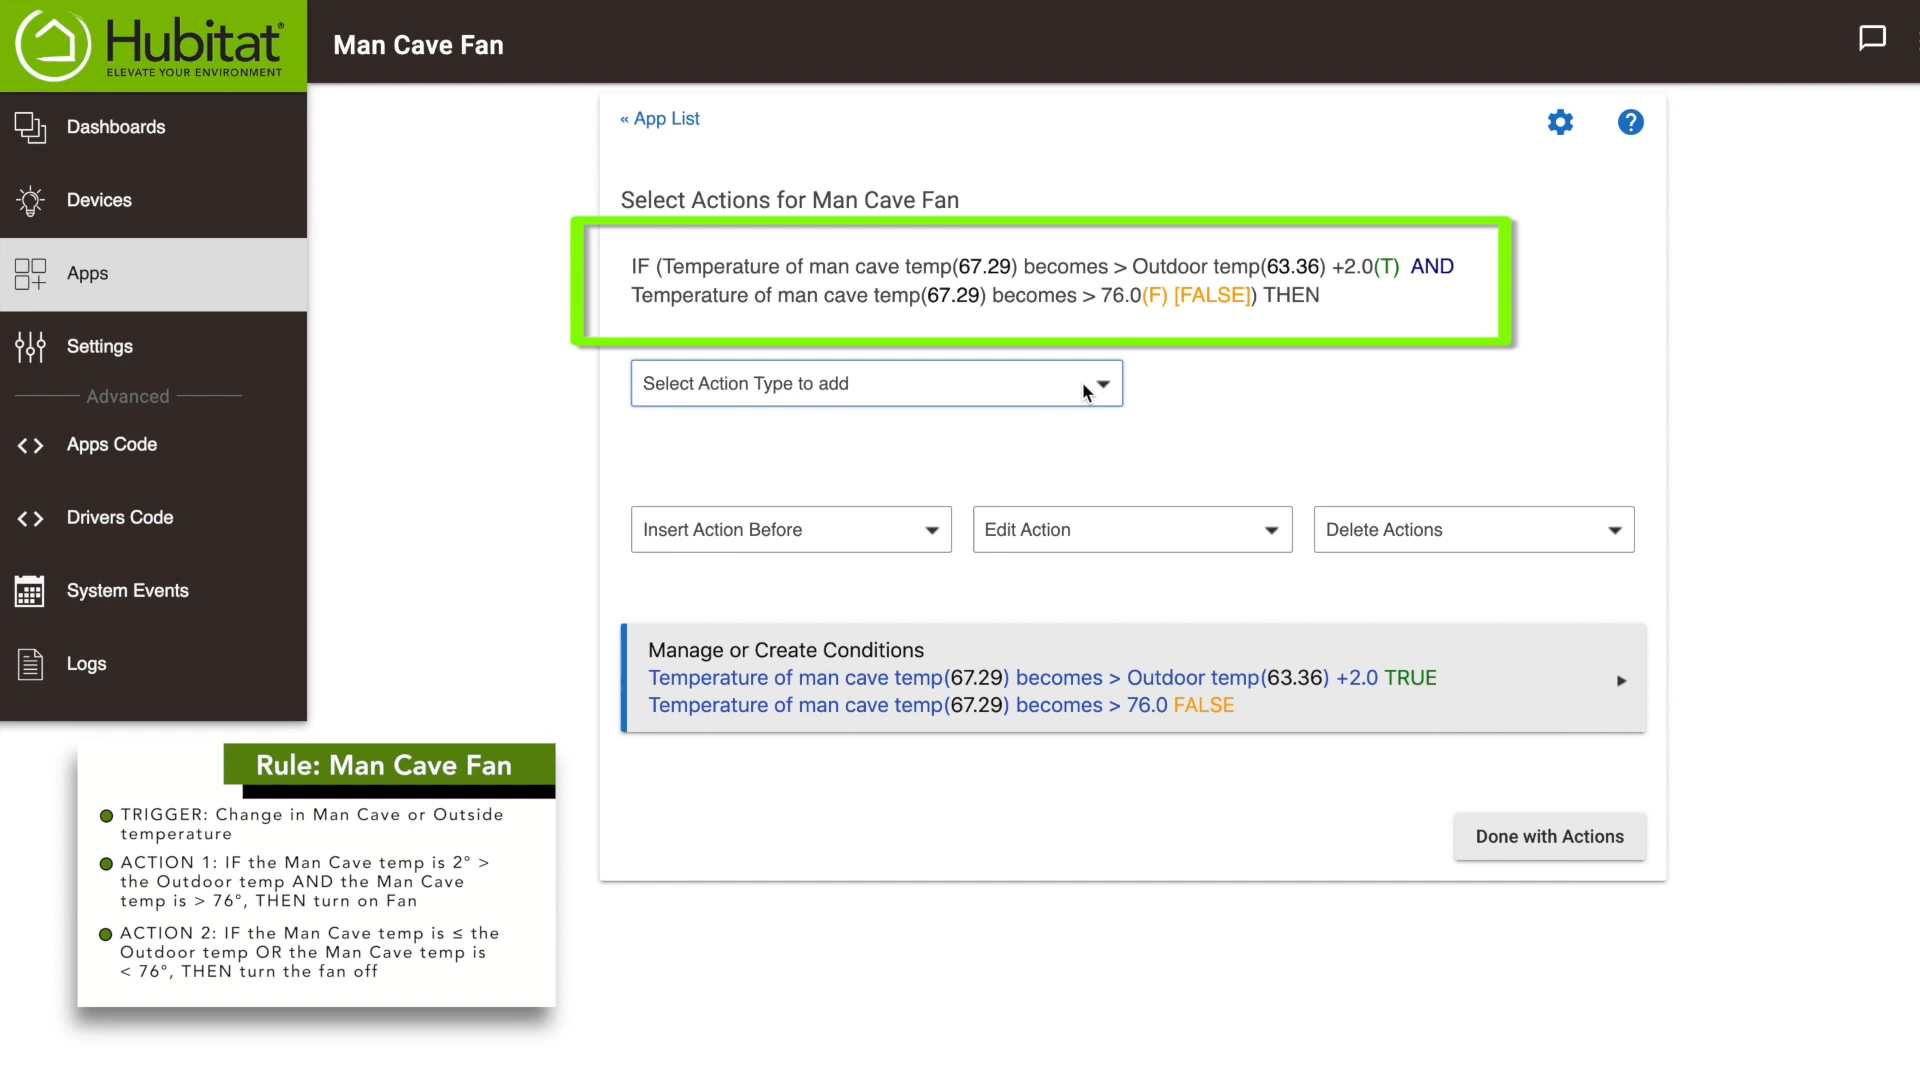 Hubitat®
ELEVATE YOUR ENVIRONMENT
Man Cave Fan
Dashboards
Devices
Apps
Settings
Advanced
Apps Code
Drivers Code
System Events
Logs
« App List
?
Select Actions for Man Cave Fan
IF (Temperature of man cave temp(67.29) becomes > Outdoor temp(63.36) +2.0(T) AND
Temperature of man cave temp(67.29) becomes > 76.0(F) [FALSE]) THEN
Select Action Type to add
Insert Action Before
Edit Action
Delete Actions
Manage or Create Conditions
Temperature of man cave temp(67.29) becomes > Outdoor temp(63.36) +2.0 TRUE
Temperature of man cave temp(67.29) becomes > 76.0 FALSE
Done with Actions
Rule: Man Cave Fan
TRIGGER: Change in Man Cave or Outside
temperature
ACTION 1: IF the Man Cave temp is 2° >
the Outdoor temp AND the Man Cave
temp is > 76°, THEN turn on Fan
ACTION 2: IF the Man Cave temp is ≤ the
Outdoor temp OR the Man Cave temp is
< 76°, THEN turn the fan off